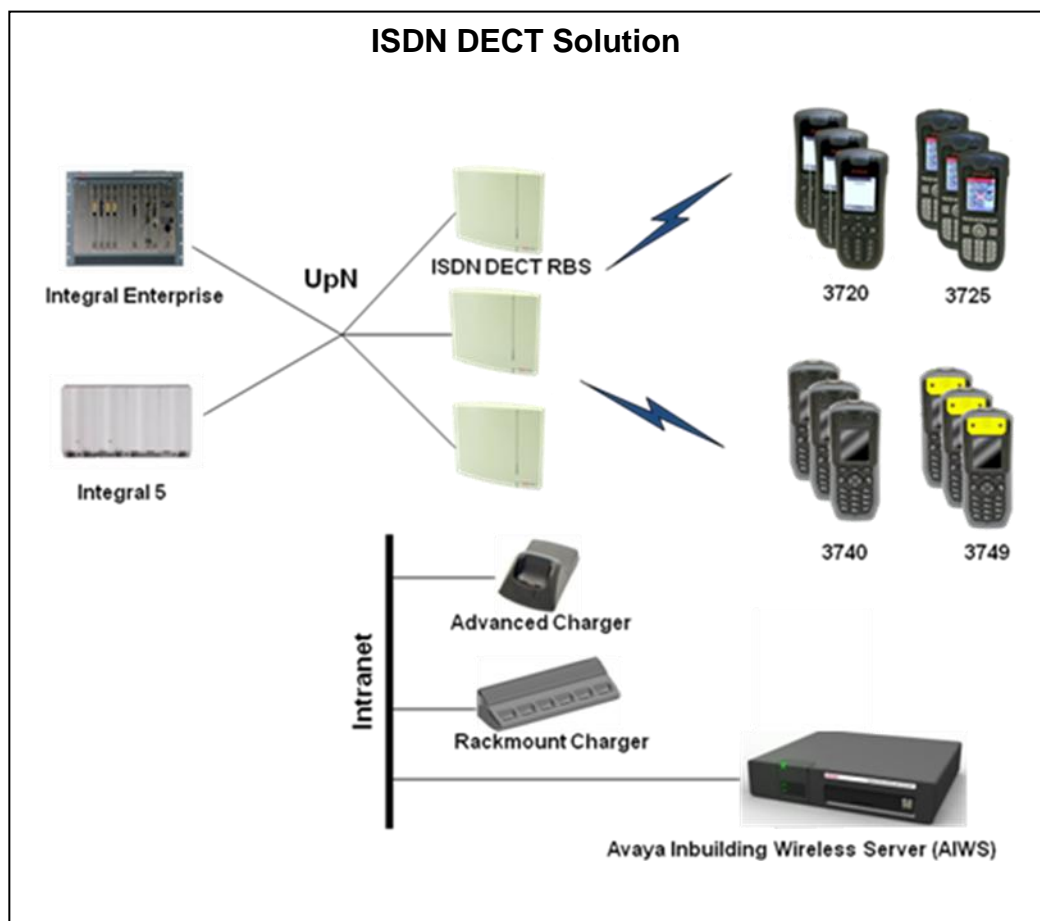 ISDN DECT Solution
Integral Enterprise
UpN
ISDN DECT RBS
3720
3725
Integral 5
3740
3749
Intranet
Advanced Charger
Rackmount Charger
Avaya Inbuilding Wireless Server (AIWS)